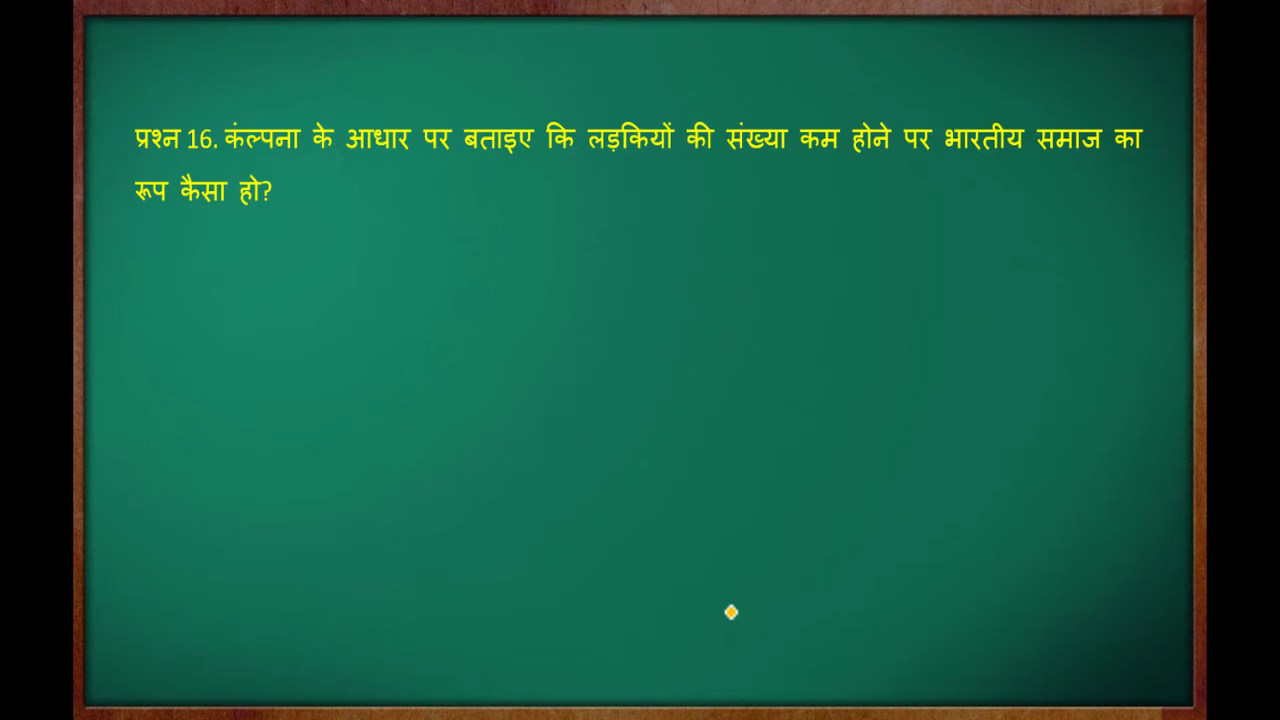 प्रश्न 16. कंल्पना के आधार पर बताइए कि लड़कियों की संख्या कम होने पर भारतीय समाज का
रूप कैसा हो?